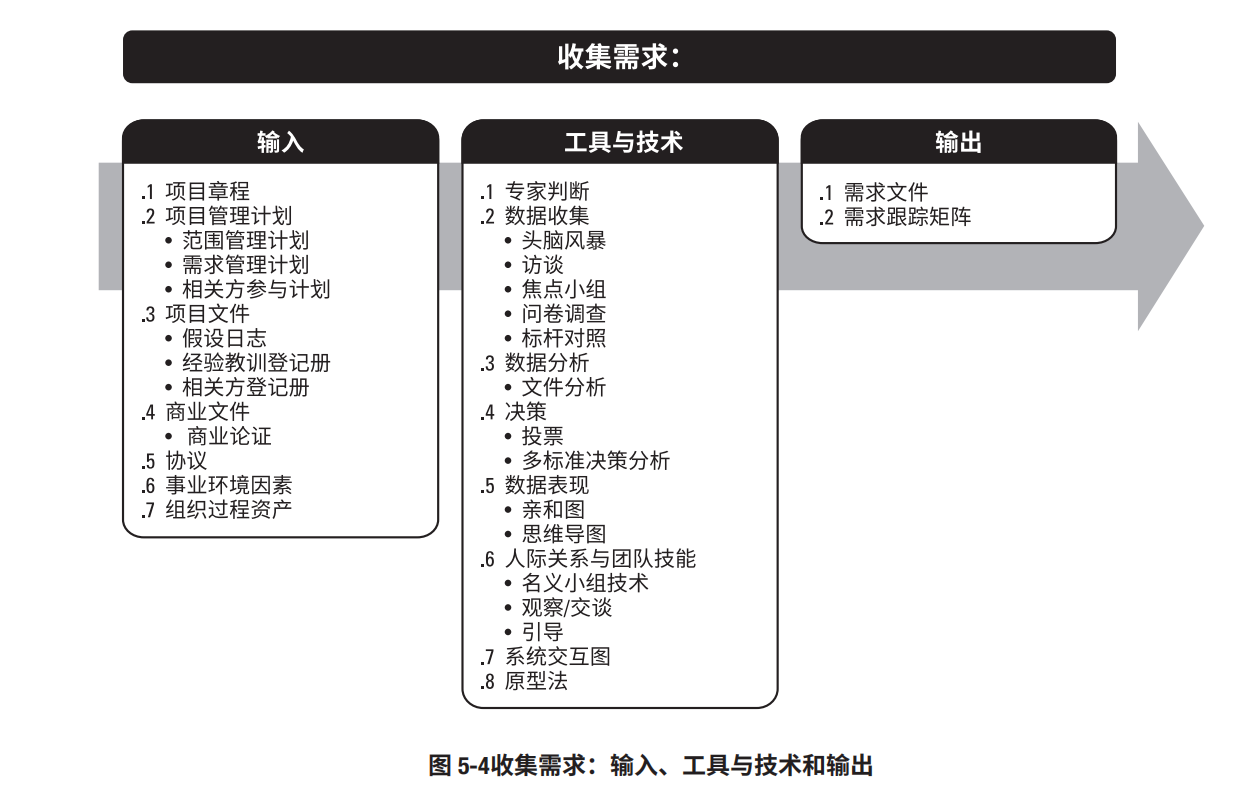 收集需求：
输入
.1 项目章程
.2 项目管理计划
• 范围管理计划
• 需求管理计划
• 相关方参与计划
.3 项目文件
• 假设日志
• 经验教训登记册
• 相关方登记册
.4 商业文件
• 商业论证
.5 协议
.6 事业环境因素
.7 组织过程资产
工具与技术
.1 专家判断
.2 数据收集
• 头脑风暴
• 访谈
• 焦点小组
• 问卷调查
• 标杆对照
.3 数据分析
• 文件分析
.4 决策
• 投票
• 多标准决策分析
.5 数据表现
• 亲和图
• 思维导图
.6 人际关系与团队技能
• 名义小组技术
• 观察/交谈
• 引导
.7 系统交互图
.8 原型法
输出
.1 需求文件
.2 需求跟踪矩阵
图 5-4收集需求：输入、工具与技术和输出